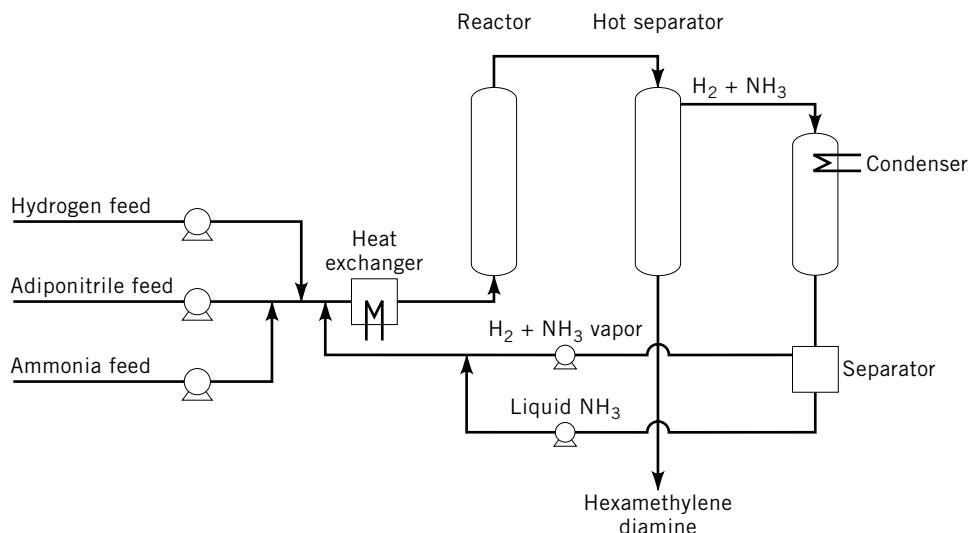 Reactor
Hot separator
H₂ + NH₃
Condenser
Hydrogen feed
Heat
exchanger
Adiponitrile feed
H₂ + NH₃ vapor
Ammonia feed
Separator
Liquid NH₃
Hexamethylene
diamine